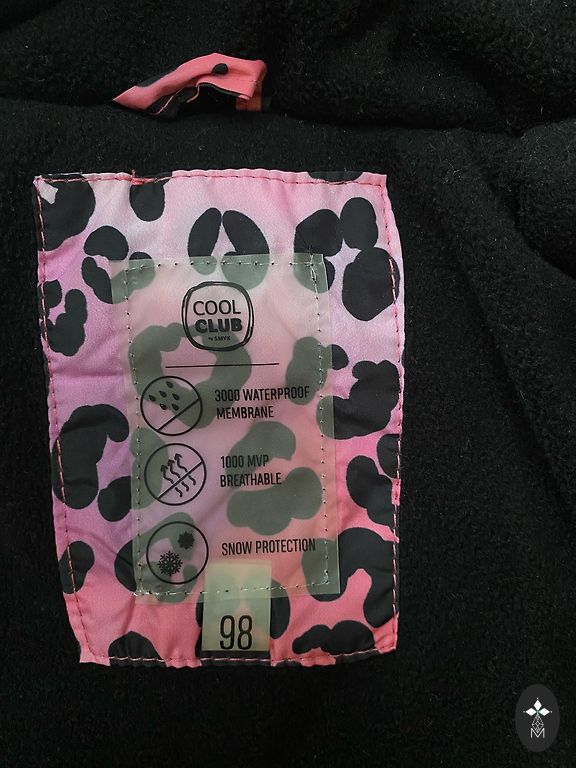 COOL
CLUB
by SMYK
3000 WATERPROOF
MEMBRANE
1000 MVP
BREATHABLE
SNOW PROTECTION
98
M